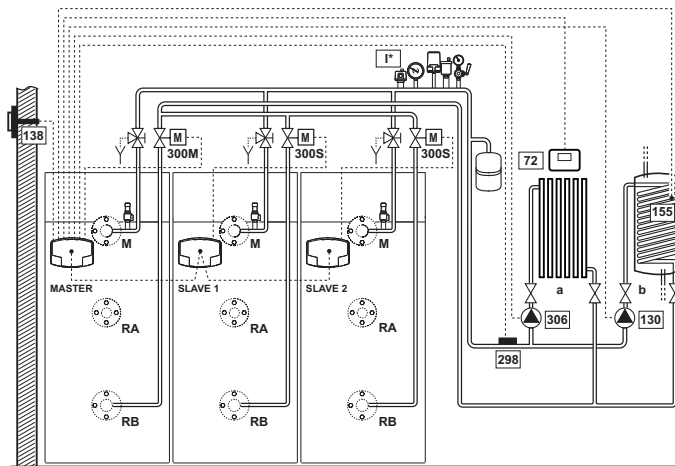 I*
138
M
300M
M
300S
M
300S
72
155
M
M
M
MASTER
SLAVE 1
SLAVE 2
a
b
RA
RA
RA
306
130
298
RB
RB
RB